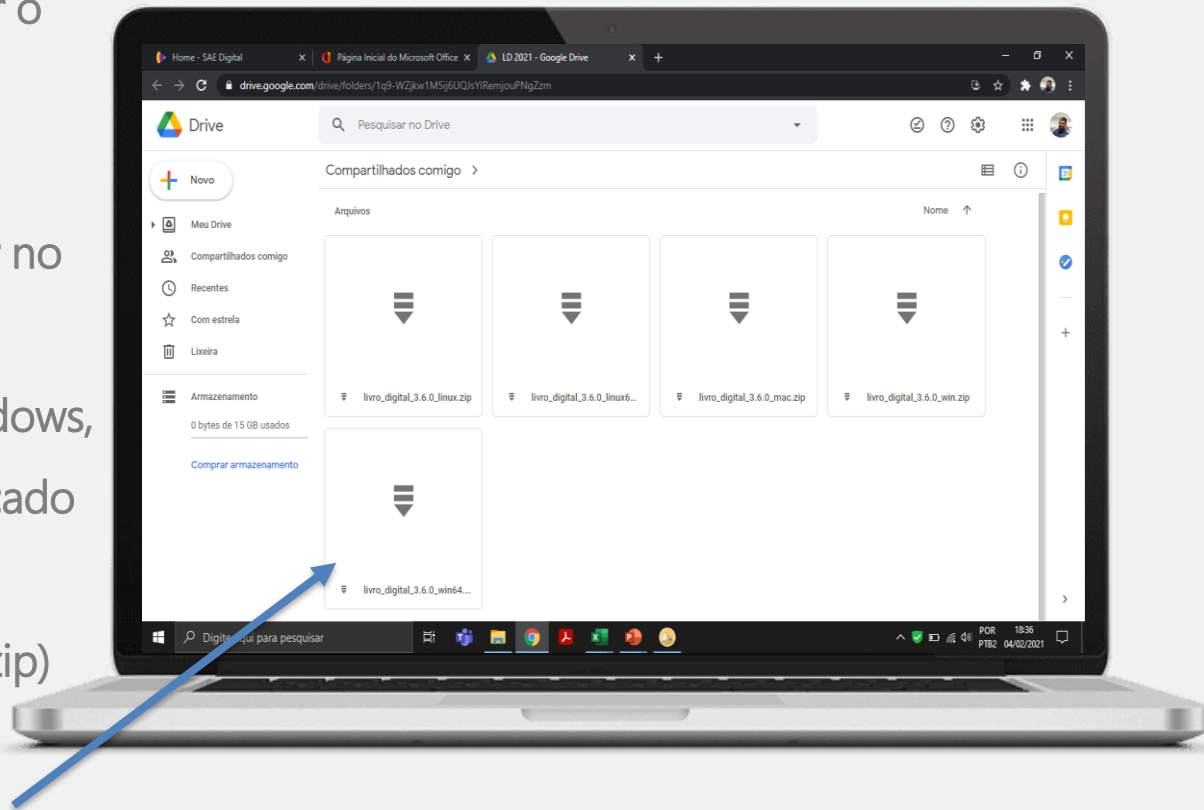 r o
Home - SAE Digital
Página Inicial do Microsoft Office
LD 2021 - Google Drive
drive.google.com/drive/folders/1q9-WZjkw1M5ij6UQJsYlRemjouPNgZzm
Drive
Pesquisar no Drive
Novo
Compartilhados comigo
Meu Drive
Arquivos
Nome
r no
Compartilhados comigo
Recentes
Com estrela
Lixeira
Armazenamento
livro_digital_3.6.0_linux.zip
livro_digital_3.6.0_linux6...
livro_digital_3.6.0_mac.zip
livro_digital_3.6.0_win.zip
dows,
0 bytes de 15 GB usados
Comprar armazenamento
tado
livro_digital_3.6.0_win64....
Digite aqui para pesquisar
POR
18:36
PTB2
04/02/2021
zip)